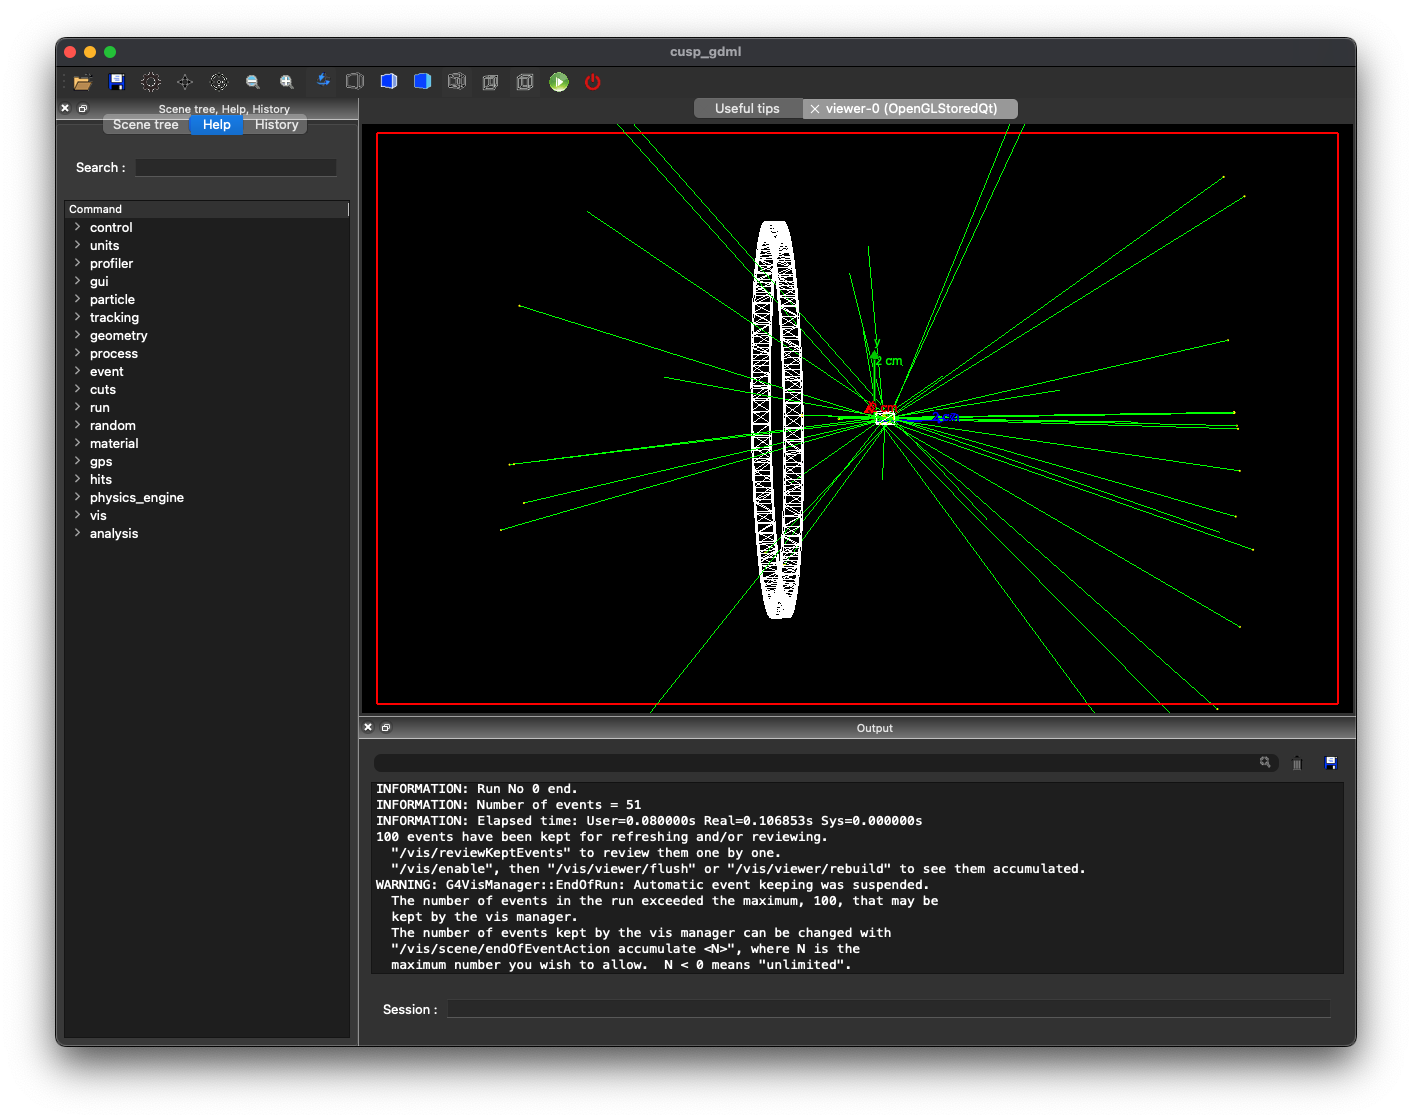 cusp_gdml
Scene tree, Help, History
Scene tree
Help
History
Search :
Command
control
units
profiler
gui
particle
tracking
geometry
process
event
cuts
run
random
material
gps
hits
physics_engine
vis
analysis
Useful tips
viewer-0 (OpenGLStoredQt)
y
2 cm
Output
INFORMATION: Run No 0 end.
INFORMATION: Number of events = 51
INFORMATION: Elapsed time: User=0.080000s Real=0.106853s Sys=0.000000s
100 events have been kept for refreshing and/or reviewing.
"/vis/reviewKeptEvents" to review them one by one.
"/vis/enable", then "/vis/viewer/flush" or "/vis/viewer/rebuild" to see them accumulated.
WARNING: G4VisManager::EndOfRun: Automatic event keeping was suspended.
The number of events in the run exceeded the maximum, 100, that may be
kept by the vis manager.
The number of events kept by the vis manager can be changed with
"/vis/scene/endOfEventAction accumulate <N>", where N is the
maximum number you wish to allow.  N < 0 means "unlimited".
Session :